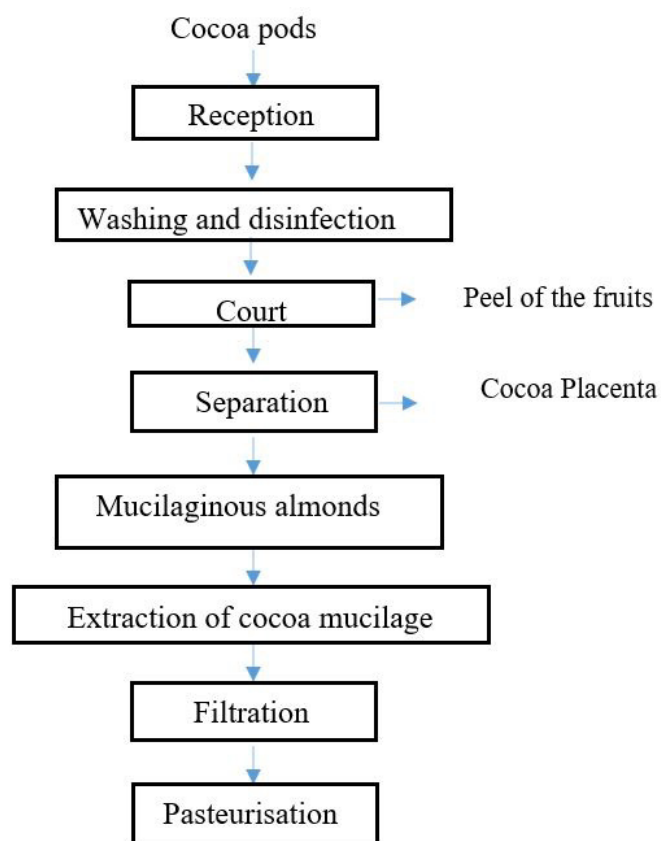 Cocoa pods
Reception
Washing and disinfection
Court
Peel of the fruits
Separation
Cocoa Placenta
Mucilaginous almonds
Extraction of cocoa mucilage
Filtration
Pasteurisation